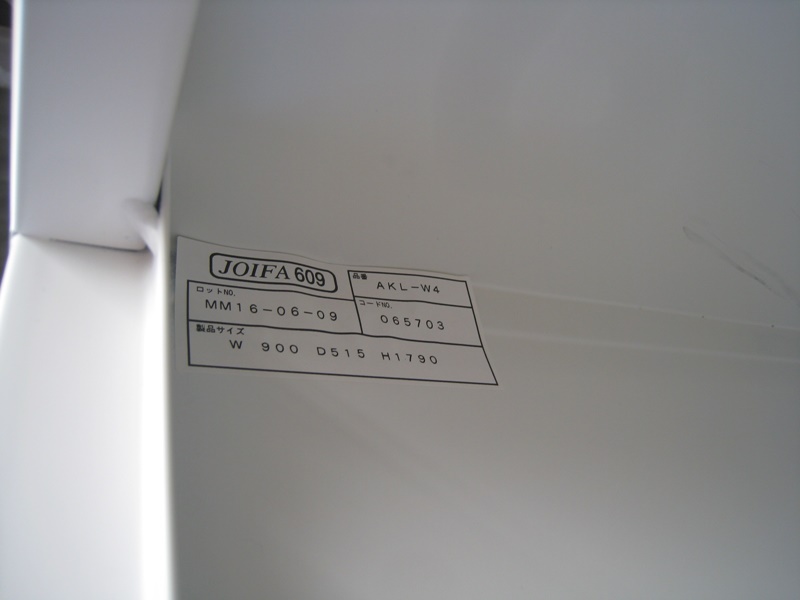 JOIFA 609
品番
AKL-W4
ロットNO.
MM16-06-09
コードNO.
065703
製品サイズ
W 900 D515 H1790